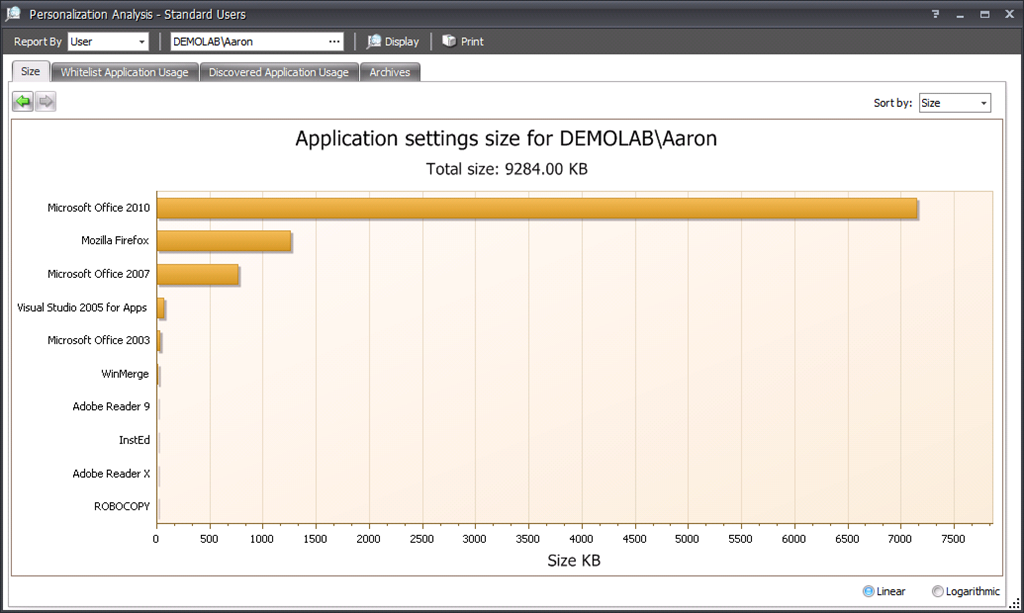 Personalization Analysis - Standard Users
Report By User DEMOLAB\Aaron ... Display Print
Size Whitelist Application Usage Discovered Application Usage Archives
Sort by: Size
Application settings size for DEMOLAB\Aaron
Total size: 9284.00 KB
Microsoft Office 2010
Mozilla Firefox
Microsoft Office 2007
Visual Studio 2005 for Apps
Microsoft Office 2003
WinMerge
Adobe Reader 9
InstEd
Adobe Reader X
ROBOCOPY
0 500 1000 1500 2000 2500 3000 3500 4000 4500 5000 5500 6000 6500 7000 7500
Size KB
Linear Logarithmic